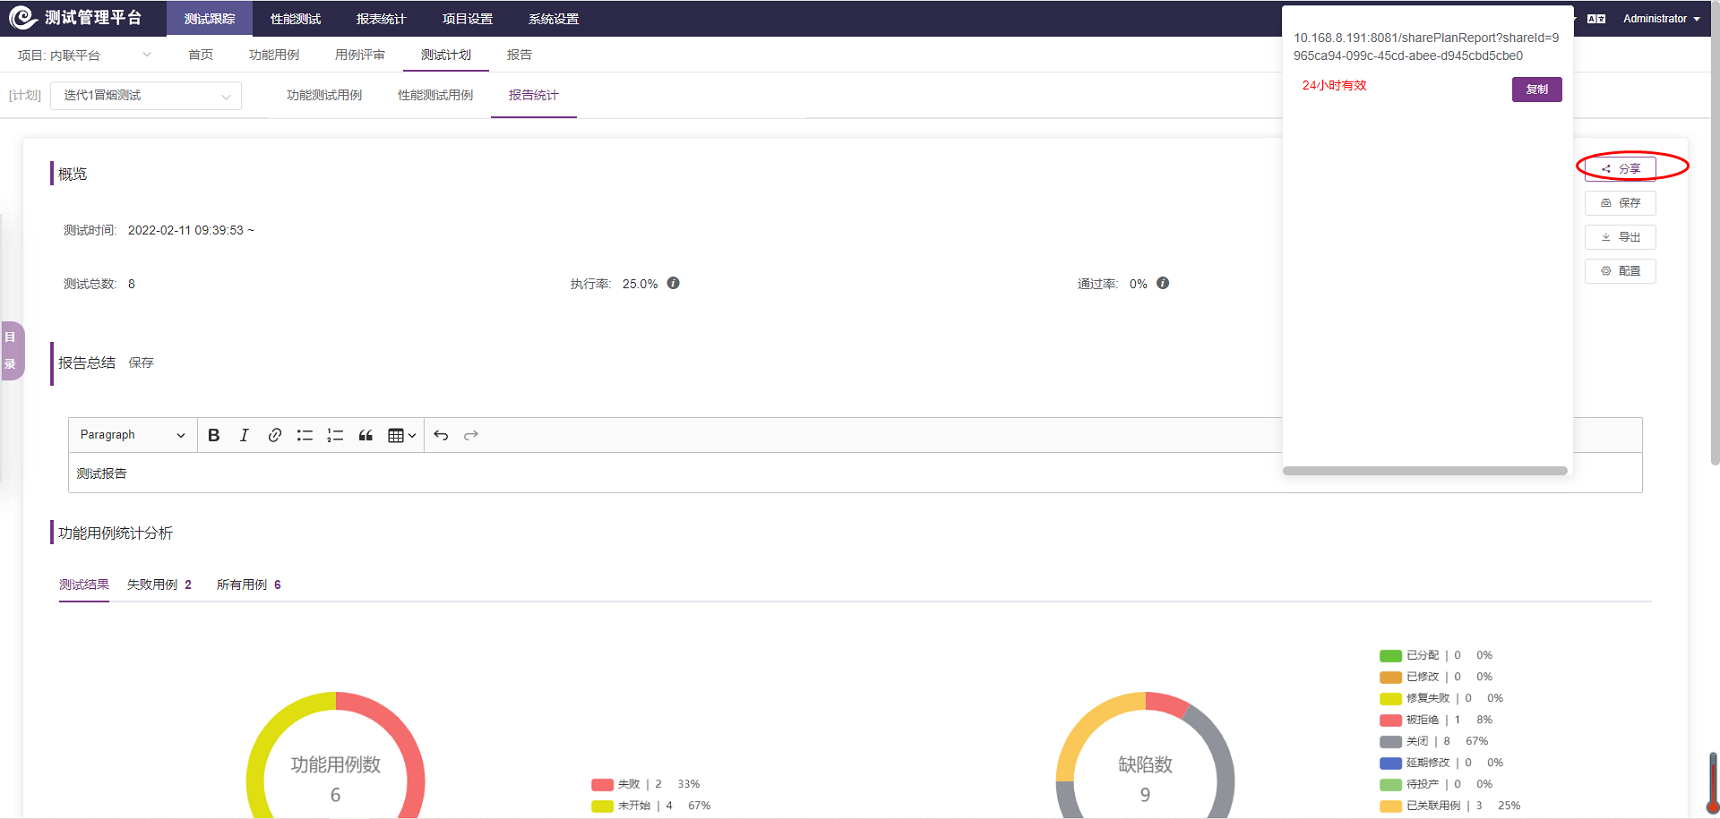 测试管理平台 测试跟踪 性能测试 报表统计 项目设置 系统设置 Administrator
项目: 内联平台 首页 功能用例 用例评审 测试计划 报告
10.168.8.191:8081/sharePlanReport?shareId=9
965ca94-099c-45cd-abee-d945cbd5cbe0
24小时有效 复制
[计划] 迭代1冒烟测试 功能测试用例 性能测试用例 报告统计
概览
分享
保存
导出
配置
测试时间: 2022-02-11 09:39:53 ~
测试总数: 8 执行率: 25.0% 通过率: 0%
目
录
报告总结 保存
Paragraph
测试报告
功能用例统计分析
测试结果 失败用例 2 所有用例 6
功能用例数
6
失败 | 2 33%
未开始 | 4 67%
缺陷数
9
已分配 | 0 0%
已修改 | 0 0%
修复失败 | 0 0%
被拒绝 | 1 8%
关闭 | 8 67%
延期修改 | 0 0%
待投产 | 0 0%
已关联用例 | 3 25%